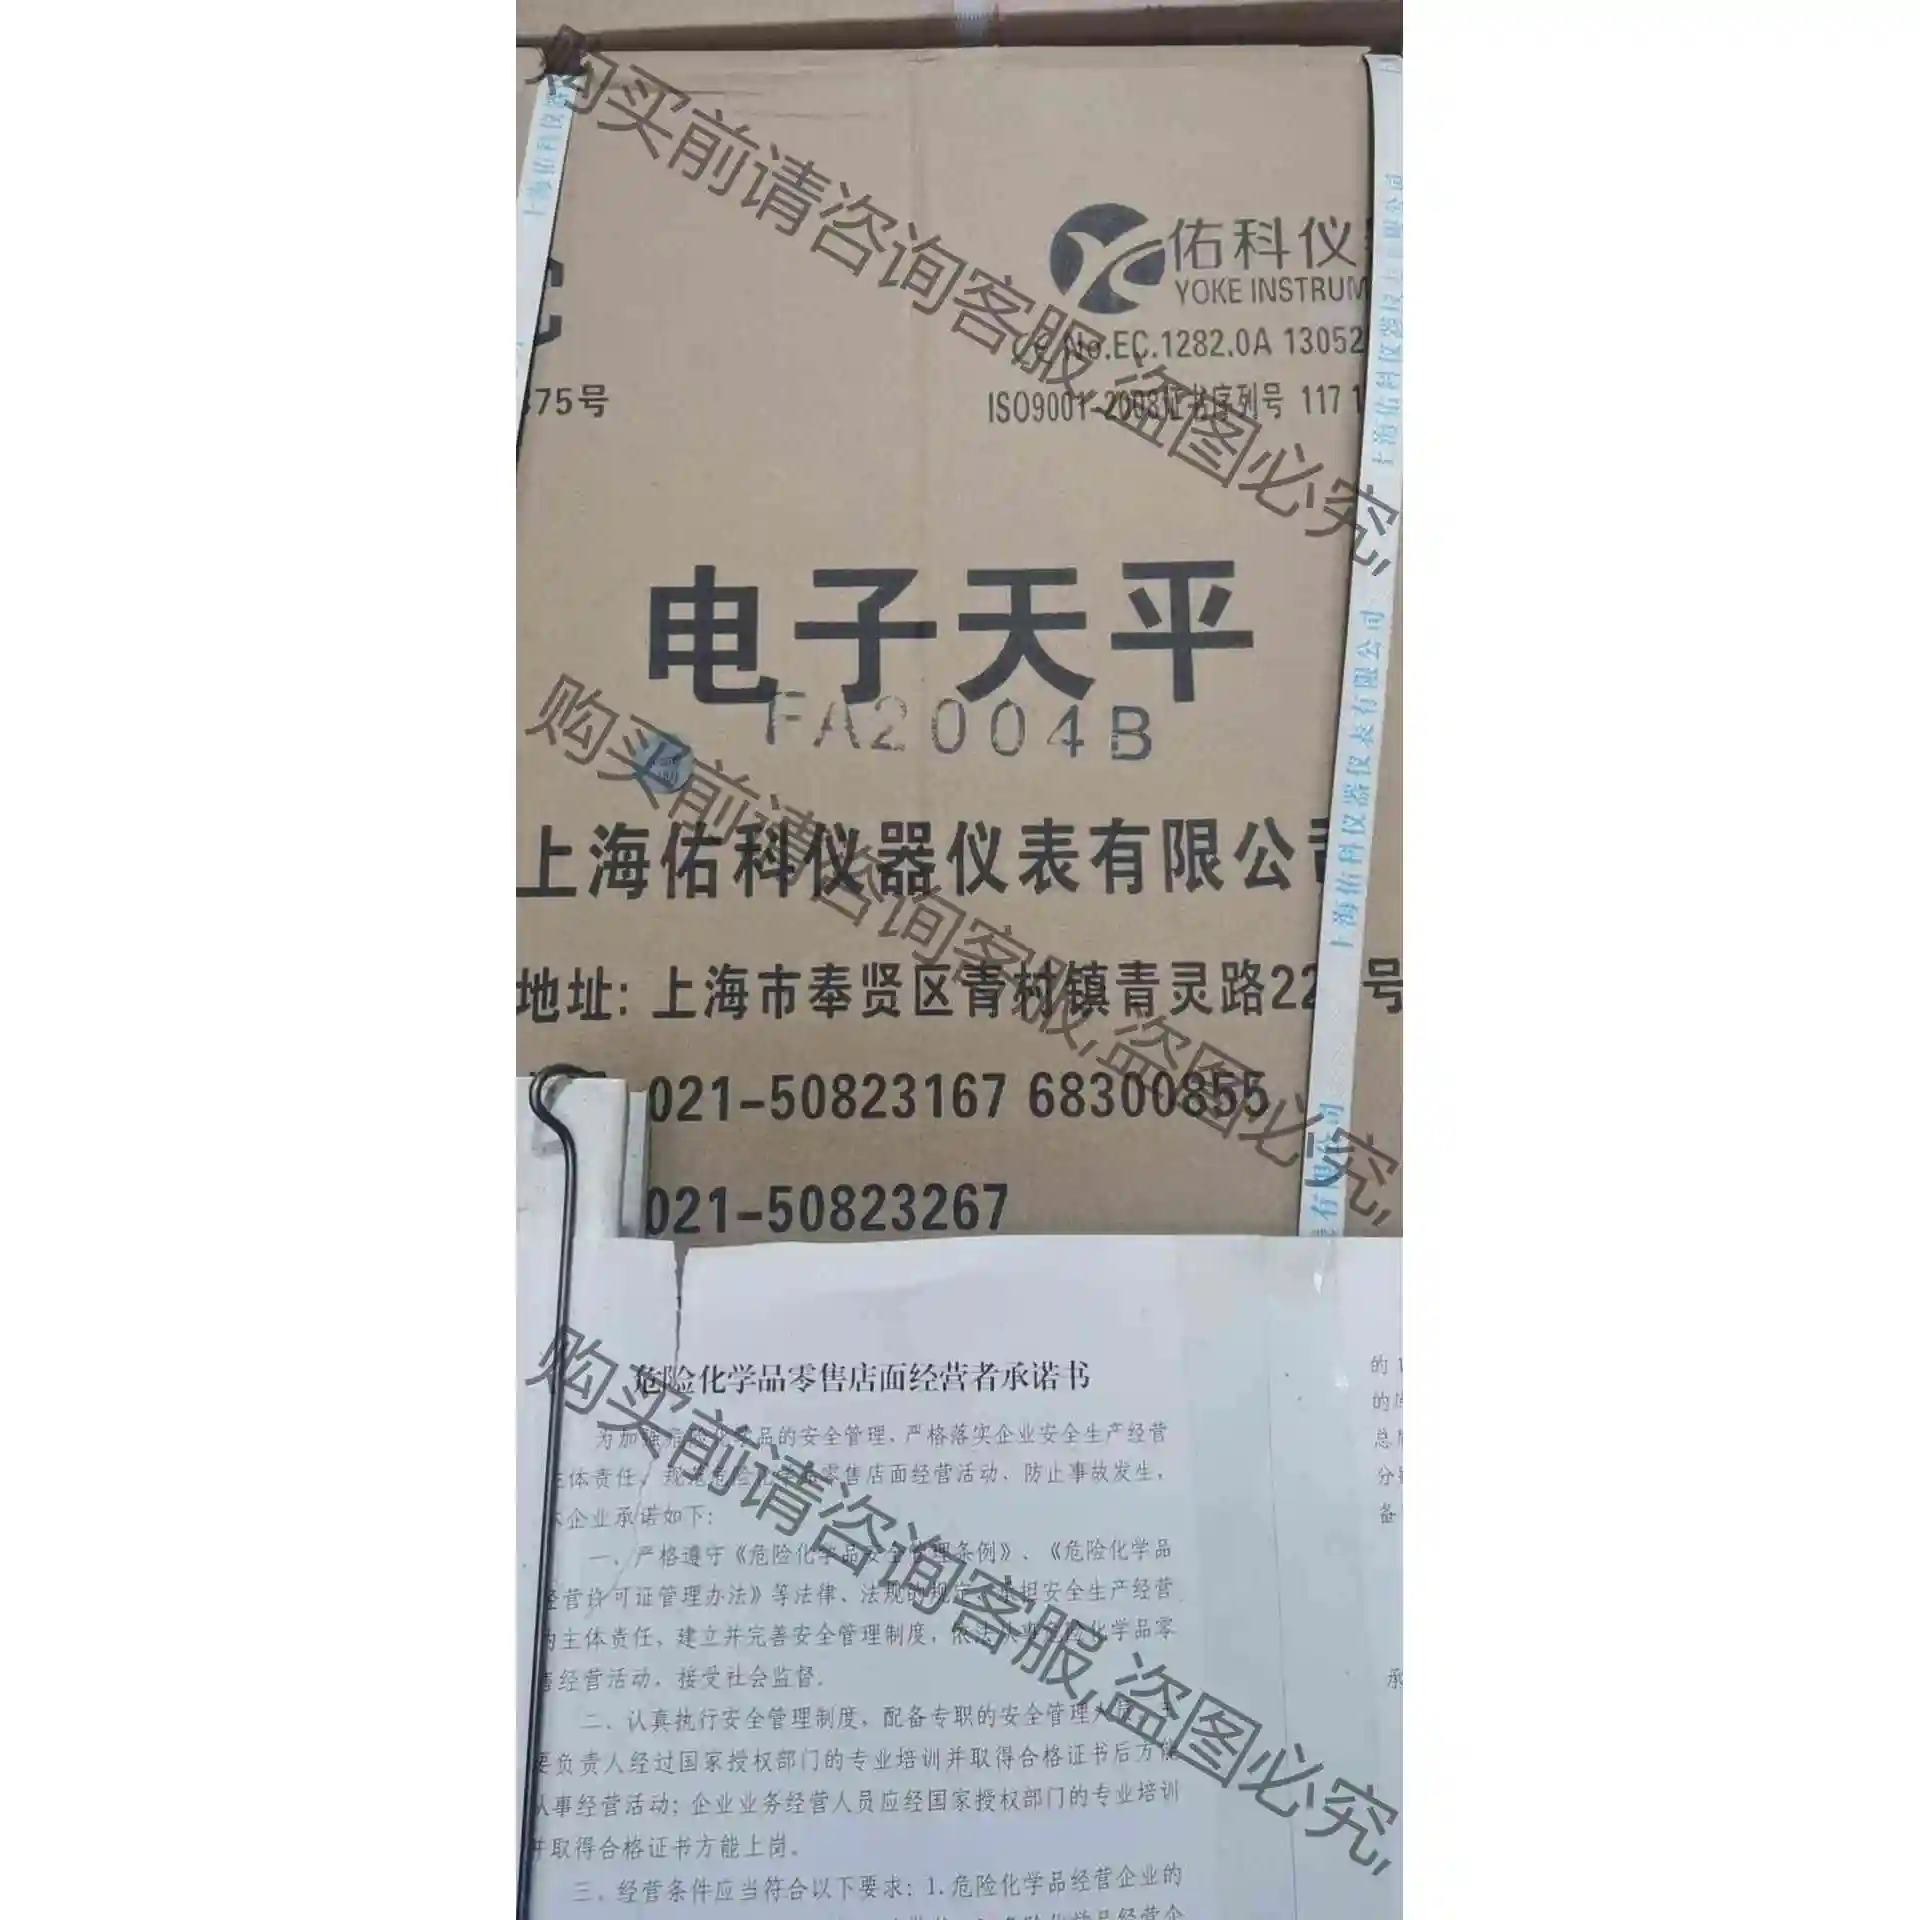 佑科仪
YOKE INSTRUM
No.EC.1282.0A 13052
75号
ISO9001-2008证书序列号 117 1
电子天平
FA2004B
上海佑科仪器仪表有限公司
地址: 上海市奉贤区青村镇青灵路22 号
021-50823167 68300855
021-50823267
上海佑科仪器仪表有限公司
危险化学品零售店面经营者承诺书
为加强危险化学品的安全管理、严格落实企业安全生产经营
主体责任,规范危险化学品零售店面经营活动、防止事故发生,
本企业承诺如下:
一、严格遵守《危险化学品安全管理条例》、《危险化学品
经营许可证管理办法》等法律、法规的规定,承担安全生产经营
的主体责任,建立并完善安全管理制度,依法从事危险化学品零
售经营活动,接受社会监督.
二、认真执行安全管理制度,配备专职的安全管理人员,主
要负责人经过国家授权部门的专业培训并取得合格证书后方能
从事经营活动;企业业务经营人员应经国家授权部门的专业培训
并取得合格证书方能上岗。
三、经营条件应当符合以下要求: 1.危险化学品经营企业的
购买前请咨询客服,盗图必究,
购买前请咨询客服,盗图必究,
购买前请咨询客服,盗图必究,